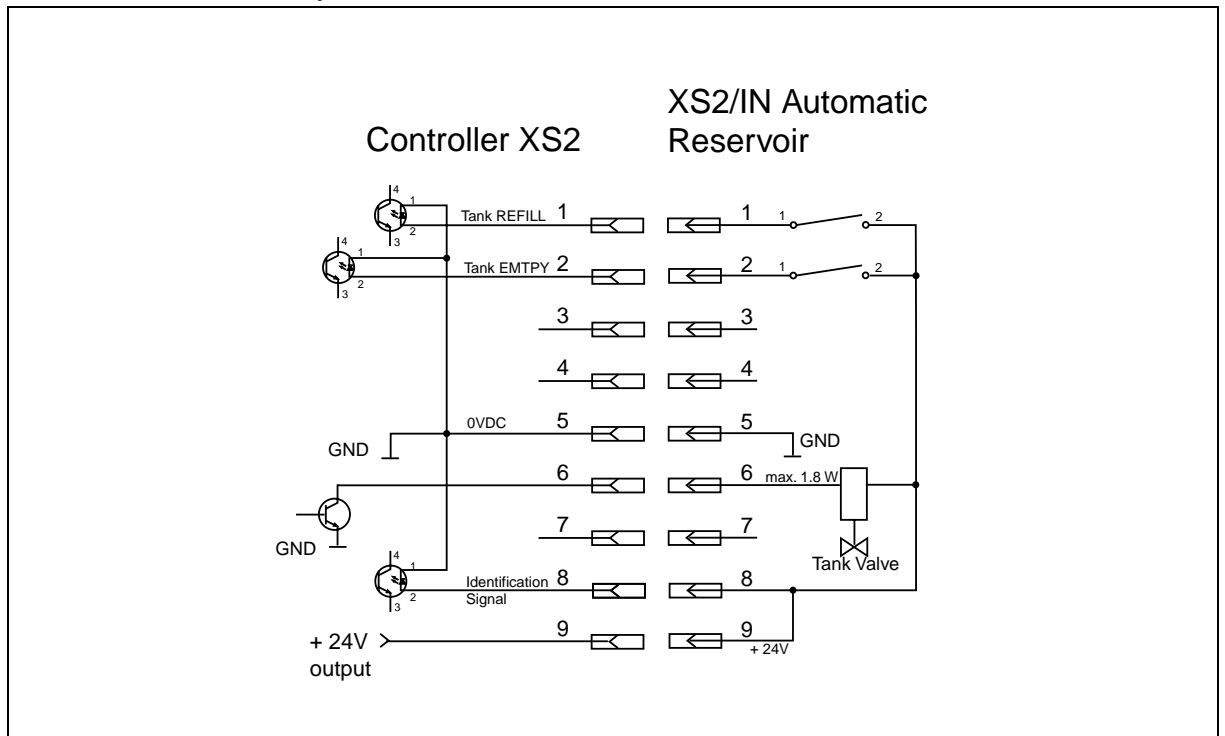 XS2/IN Automatic
Reservoir
Controller XS2
4
1
2
3
Tank REFILL 1
1
1 2
4
1
2
3
Tank EMTPY 2
2
1 2
3
3
4
4
0VDC 5
5
GND
GND
6
6 max. 1.8 W
GND
7
7
Tank Valve
4
1
2
3
Identification 8
Signal
8
+ 24V
output
9
9
+ 24V